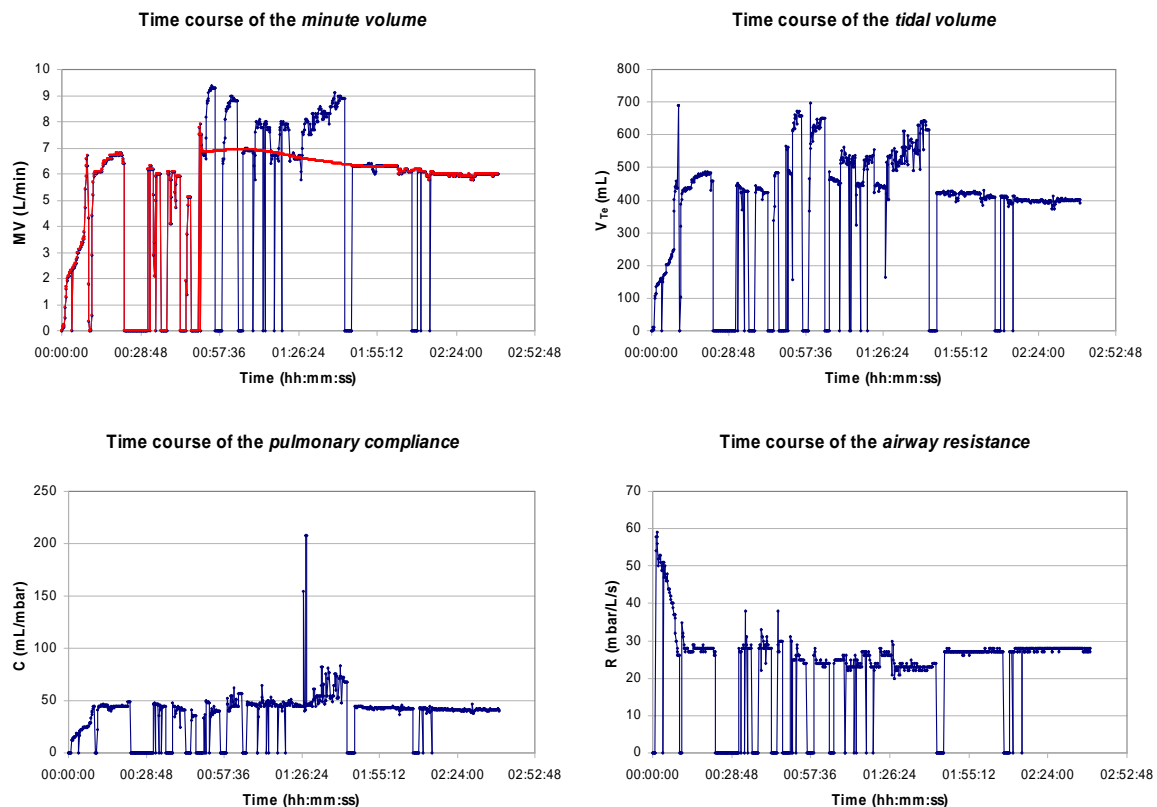 Time course of the minute volume
10
9
8
7
6
5
4
3
2
1
0
MV (L/min)
00:00:00 00:28:48 00:57:36 01:26:24 01:55:12 02:24:00 02:52:48
Time (hh:mm:ss)
Time course of the tidal volume
800
700
600
500
400
300
200
100
0
V Te (mL)
00:00:00 00:28:48 00:57:36 01:26:24 01:55:12 02:24:00 02:52:48
Time (hh:mm:ss)
Time course of the pulmonary compliance
250
200
150
100
50
0
C (mL/mbar)
00:00:00 00:28:48 00:57:36 01:26:24 01:55:12 02:24:00 02:52:48
Time (hh:mm:ss)
Time course of the airway resistance
70
60
50
40
30
20
10
0
R (mbar/L/s)
00:00:00 00:28:48 00:57:36 01:26:24 01:55:12 02:24:00 02:52:48
Time (hh:mm:ss)